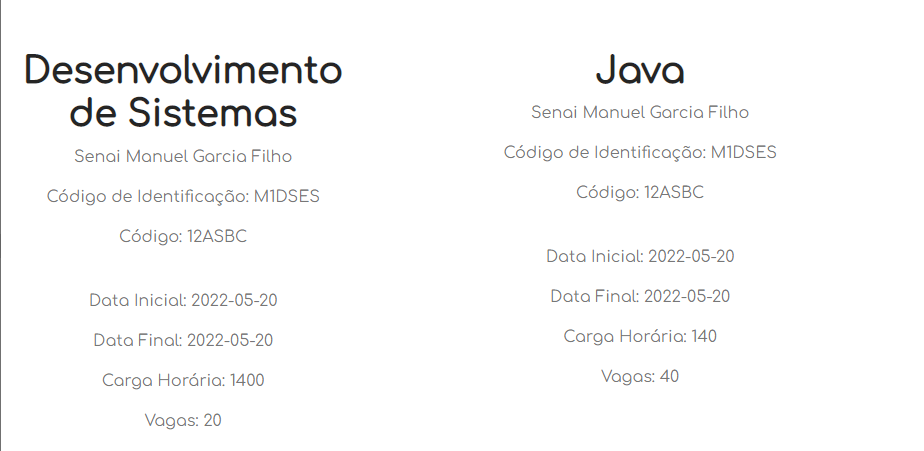 Desenvolvimento
de Sistemas
Senai Manuel Garcia Filho
Código de Identificação: M1DSES
Código: 12ASBC
Data Inicial: 2022-05-20
Data Final: 2022-05-20
Carga Horária: 1400
Vagas: 20
Java
Senai Manuel Garcia Filho
Código de Identificação: M1DSES
Código: 12ASBC
Data Inicial: 2022-05-20
Data Final: 2022-05-20
Carga Horária: 140
Vagas: 40